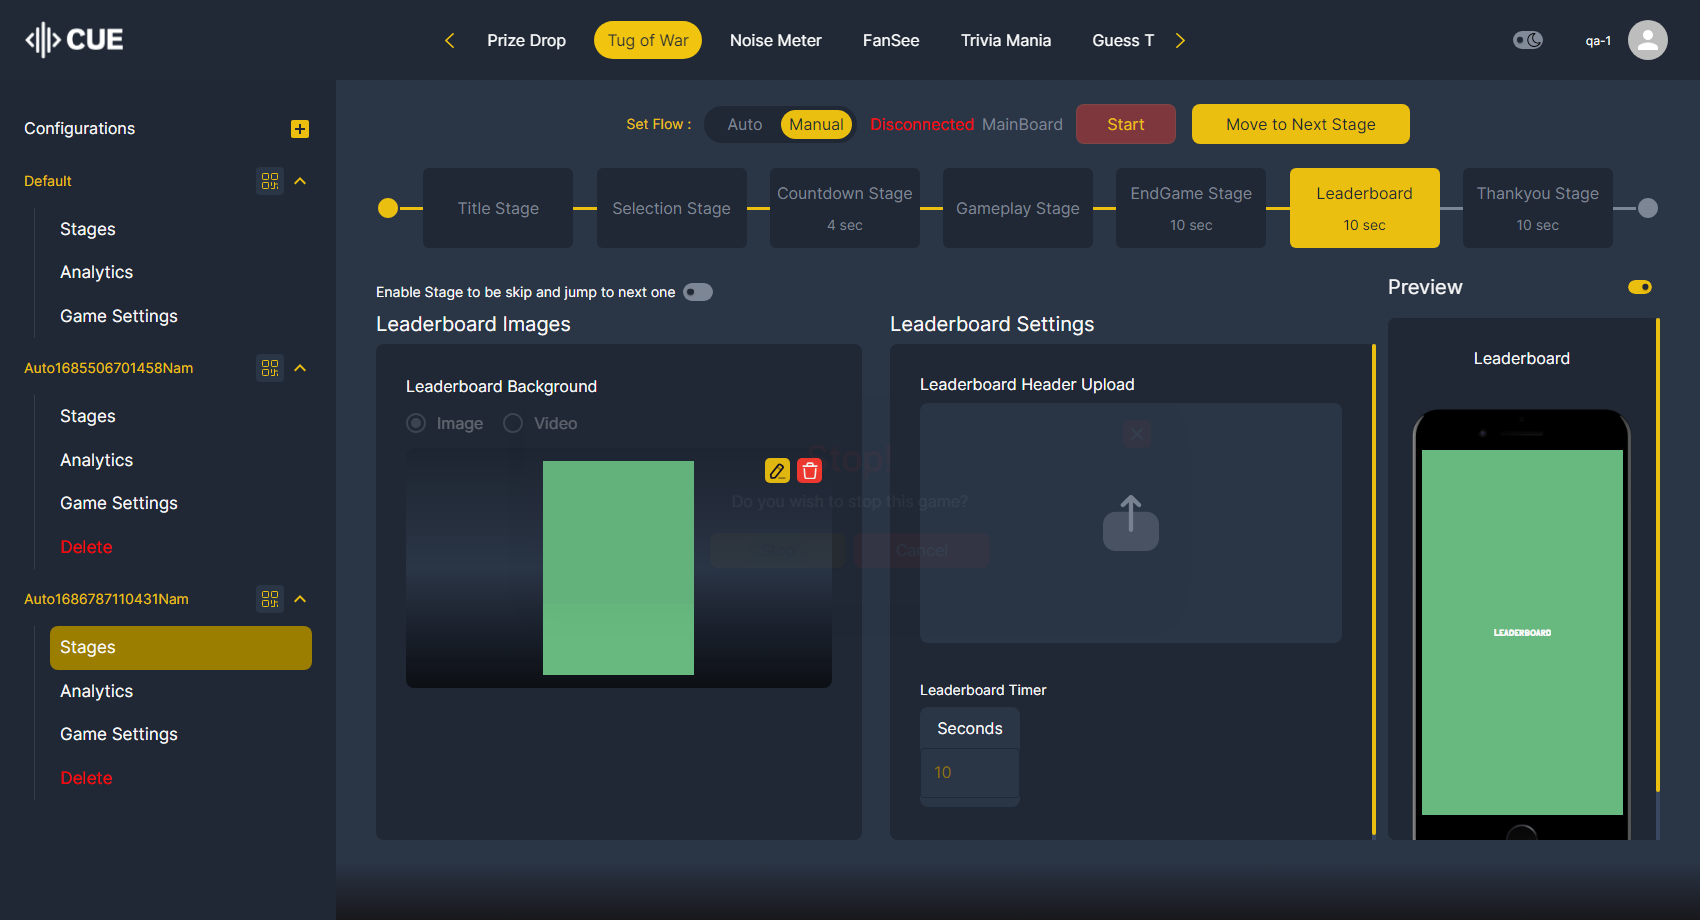 CUE
Prize Drop
Tug of War
Noise Meter
FanSee
Trivia Mania
Guess T
qa-1
Configurations
Default
Stages
Analytics
Game Settings
Auto1685506701458Nam
Stages
Analytics
Game Settings
Delete
Auto1686787110431Nam
Stages
Analytics
Game Settings
Delete
Set Flow :
Auto
Manual
Disconnected MainBoard
Start
Move to Next Stage
Title Stage
Selection Stage
Countdown Stage
4 sec
Gameplay Stage
EndGame Stage
10 sec
Leaderboard
10 sec
Thankyou Stage
10 sec
Enable Stage to be skip and jump to next one
Leaderboard Images
Leaderboard Background
Image
Video
Stop!
Do you wish to stop this game?
Cancel
Leaderboard Settings
Leaderboard Header Upload
Leaderboard Timer
Seconds
10
Preview
Leaderboard
LEADERBOARD